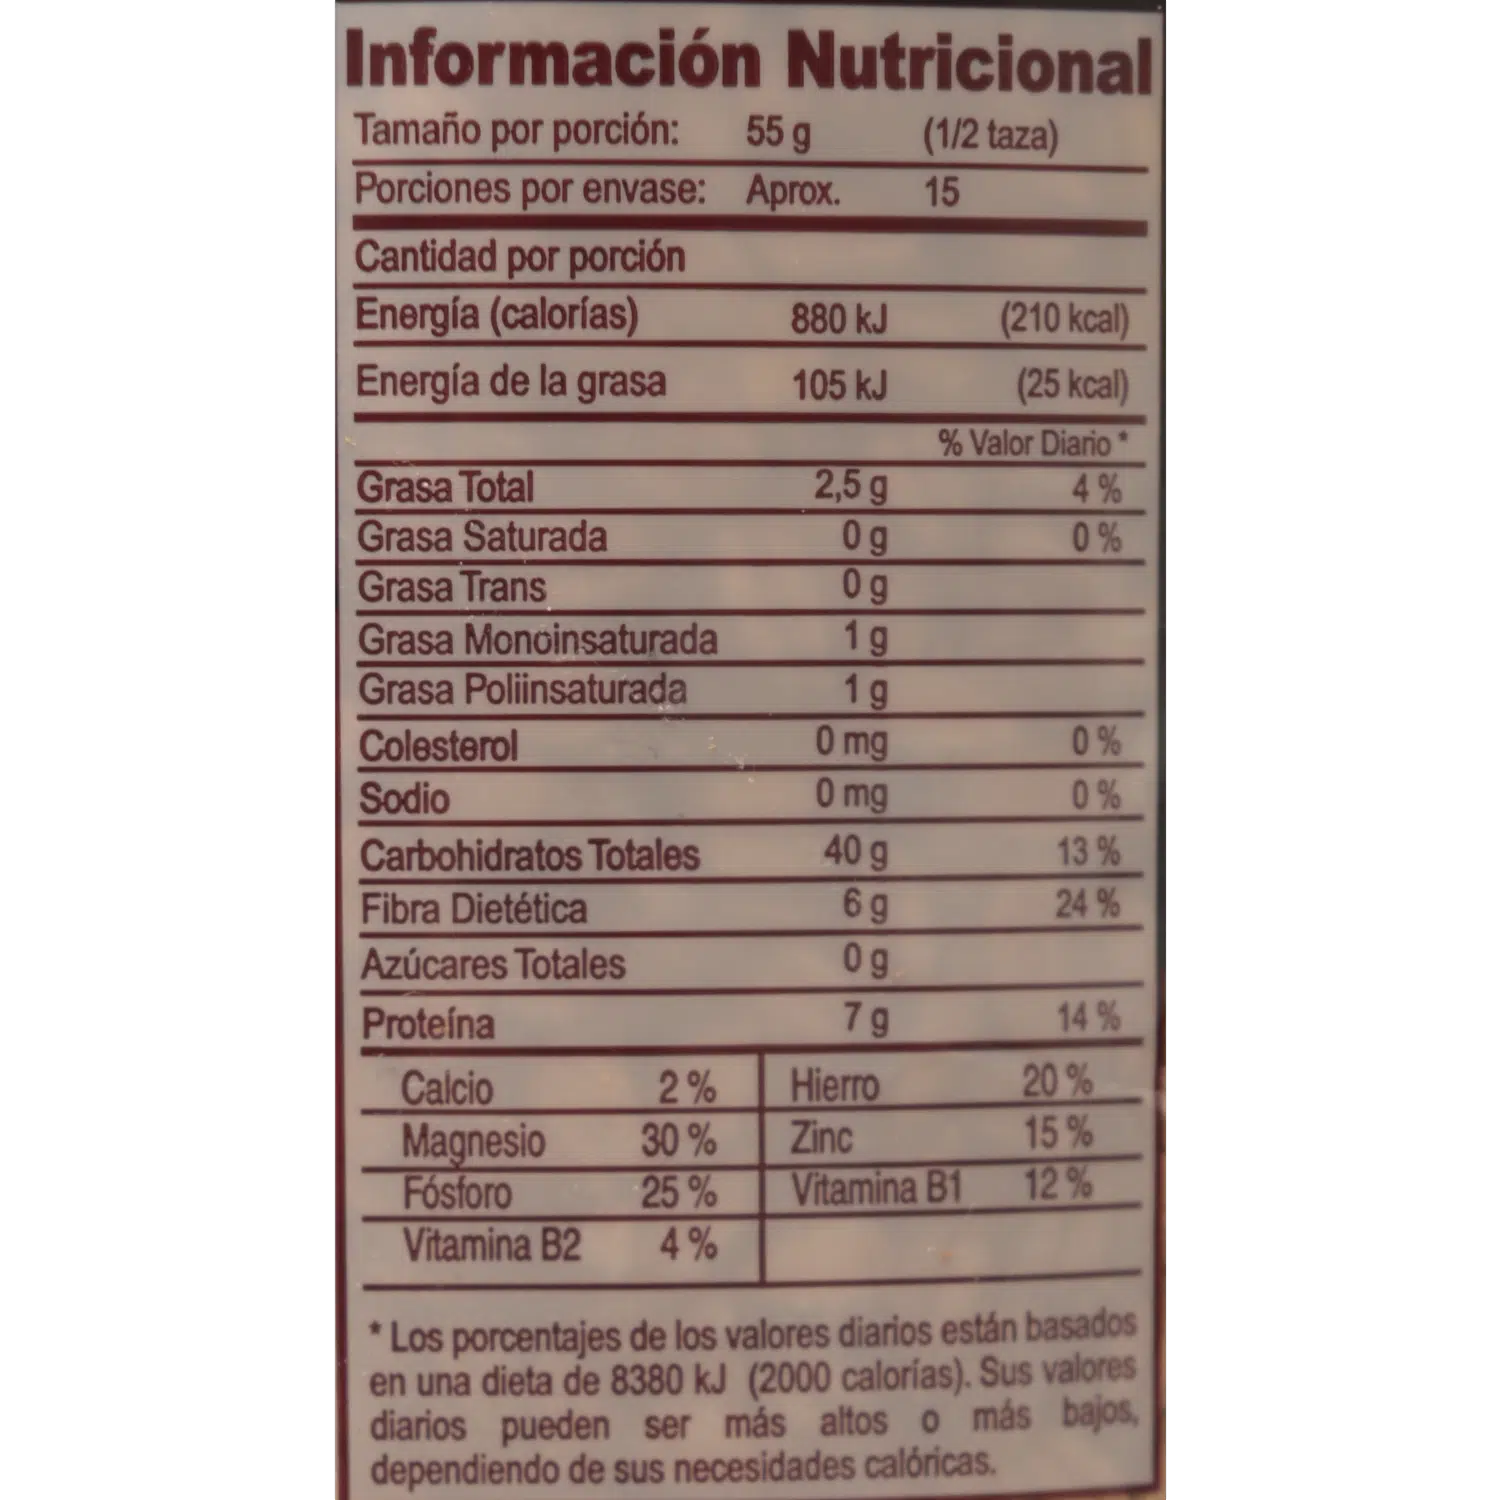 Información Nutricional
Tamaño por porción: 55 g (1/2 taza)
Porciones por envase: Aprox. 15
Cantidad por porción
Energía (calorías) 880 kJ (210 kcal)
Energía de la grasa 105 kJ (25 kcal)
% Valor Diario *
Grasa Total 2,5 g 4 %
Grasa Saturada 0 g 0 %
Grasa Trans 0 g
Grasa Monoinsaturada 1 g
Grasa Poliinsaturada 1 g
Colesterol 0 mg 0 %
Sodio 0 mg 0 %
Carbohidratos Totales 40 g 13 %
Fibra Dietética 6 g 24 %
Azúcares Totales 0 g
Proteína 7 g 14 %
Calcio 2 % Hierro 20 %
Magnesio 30 % Zinc 15 %
Fósforo 25 % Vitamina B1 12 %
Vitamina B2 4 %
* Los porcentajes de los valores diarios están basados
en una dieta de 8380 kJ (2000 calorías). Sus valores
diarios pueden ser más altos o más bajos,
dependiendo de sus necesidades calóricas.